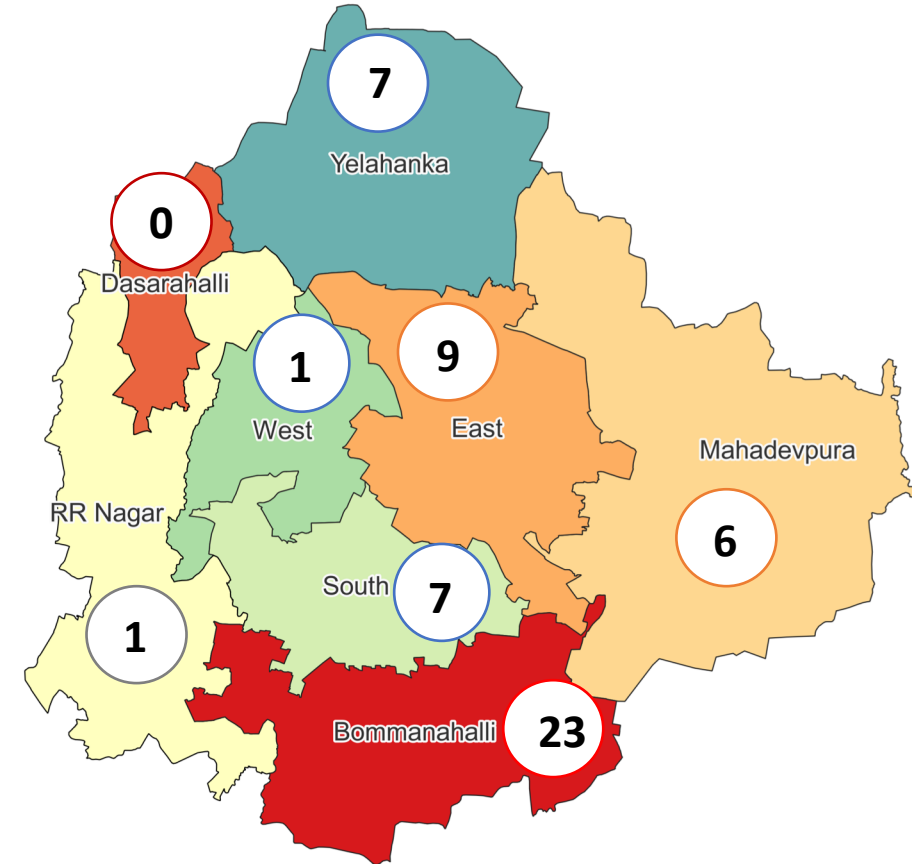 7
Yelahanka
0
Dasarahalli
1
West
9
East
Mahadevpura
6
RR Nagar
1
South
7
Bommanahalli
23